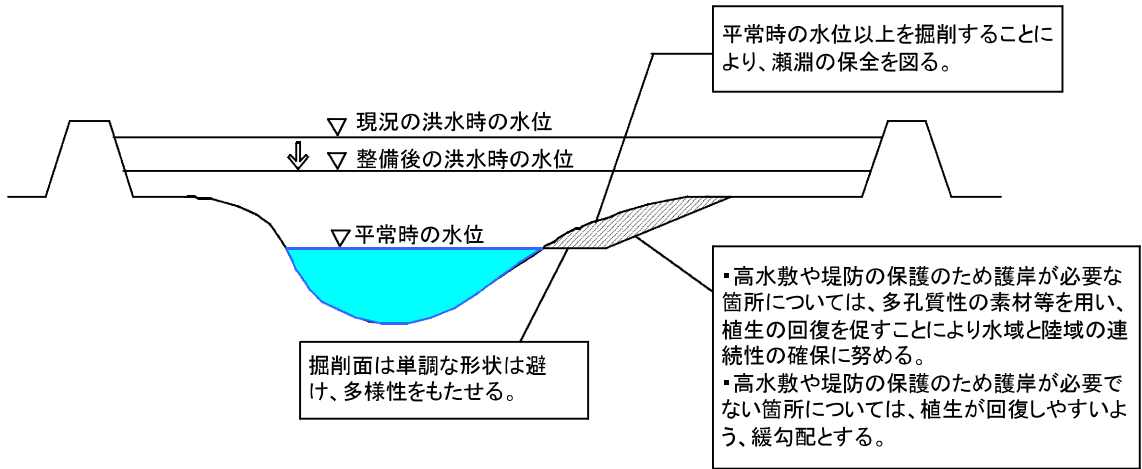 平常時の水位以上を掘削することに
より、瀬淵の保全を図る。
▽ 現況の洪水時の水位
▽ 整備後の洪水時の水位
▽平常時の水位
・高水敷や堤防の保護のため護岸が必要な
箇所については、多孔質性の素材等を用い、
植生の回復を促すことにより水域と陸域の連
続性の確保に努める。
・高水敷や堤防の保護のため護岸が必要で
ない箇所については、植生が回復しやすいよ
う、緩勾配とする。
掘削面は単調な形状は避
け、多様性をもたせる。